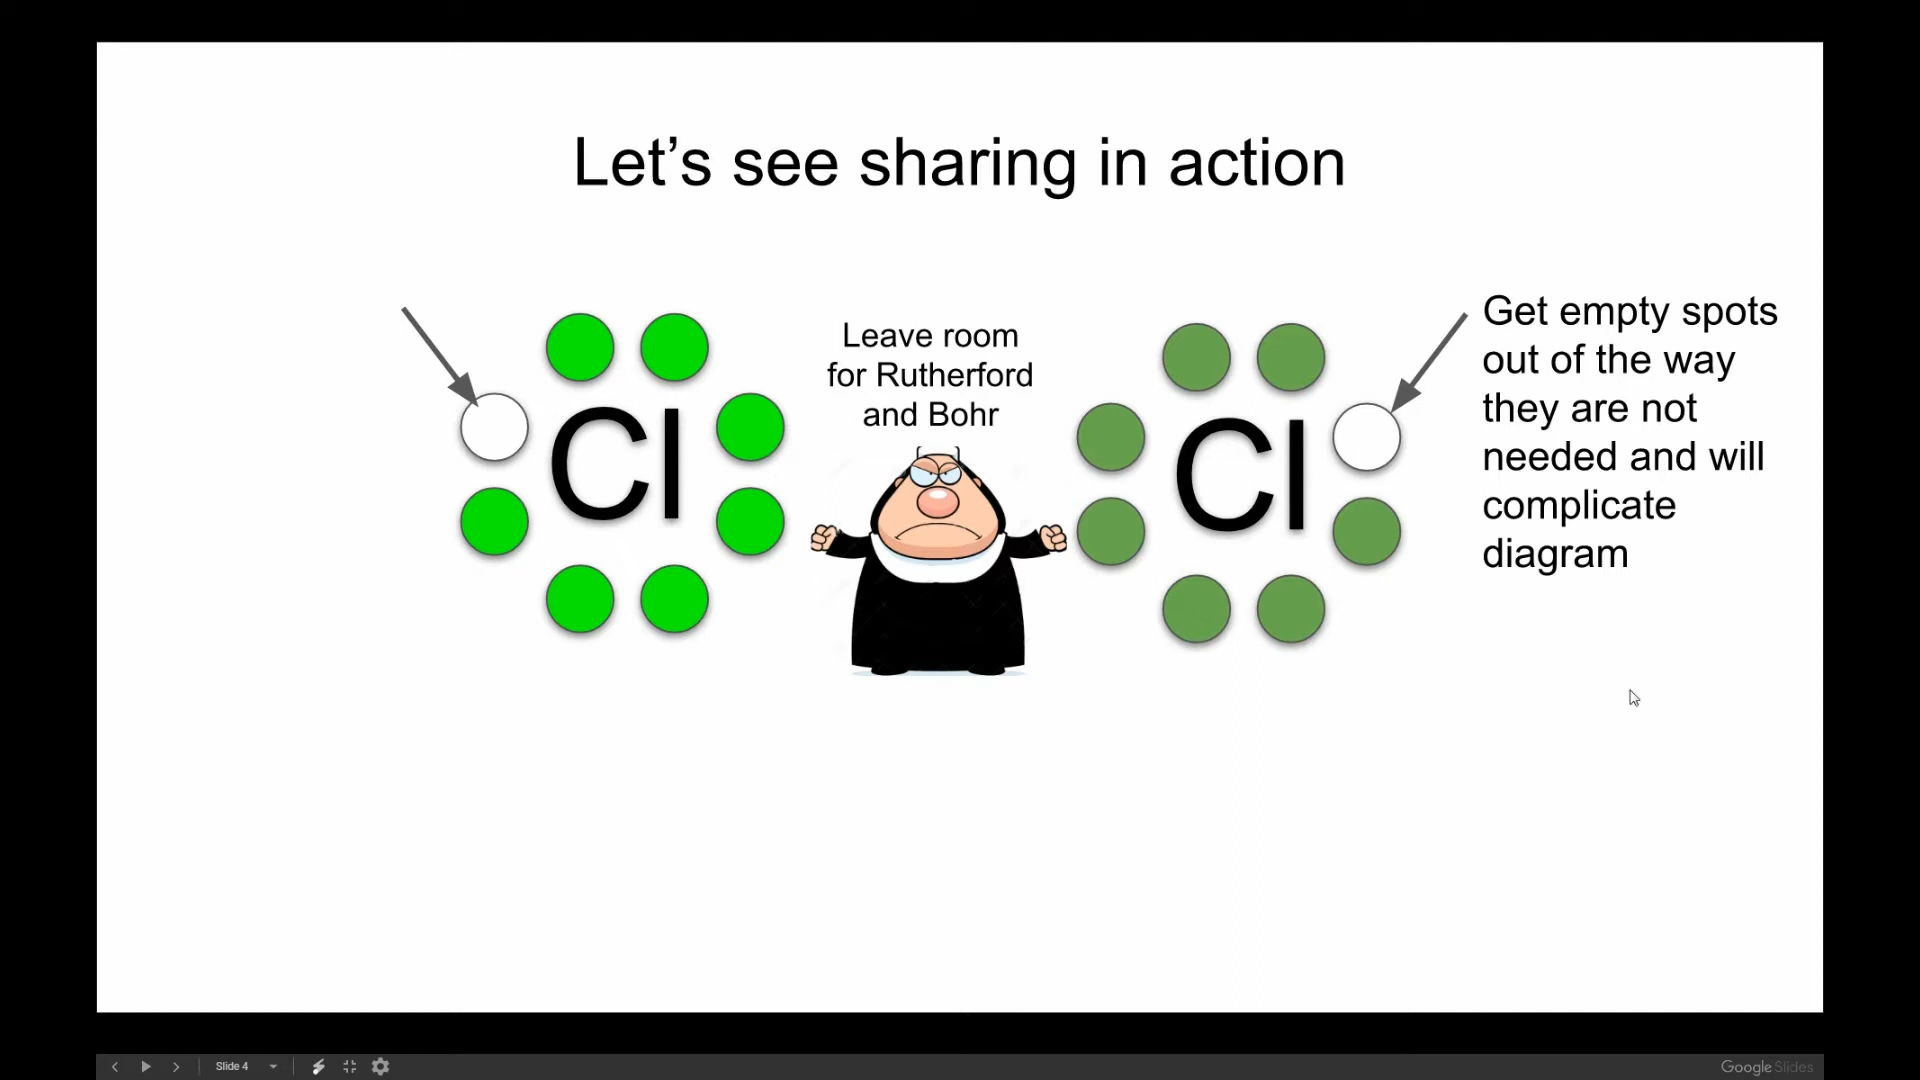 Let’s see sharing in action
Leave room
for Rutherford
and Bohr
Cl
Cl
Get empty spots
out of the way
they are not
needed and will
complicate
diagram
Slide 4
Google Slides